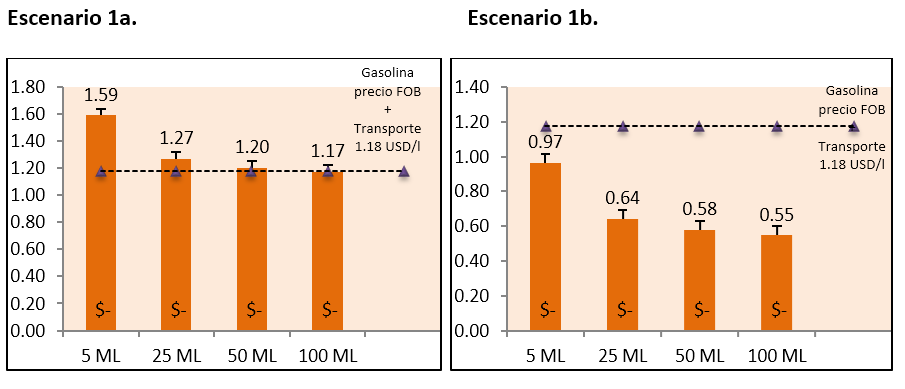 Escenario 1a.
Gasolina
precio FOB
+
Transporte
1.18 USD/l
1.80
1.60
1.40
1.20
1.00
0.80
0.60
0.40
0.20
0.00
1.59
1.27
1.20
1.17
$-
$-
$-
$-
5 ML
25 ML
50 ML
100 ML
Escenario 1b.
Gasolina
precio FOB
Transporte
1.18 USD/l
1.40
1.20
1.00
0.80
0.60
0.40
0.20
0.00
0.97
0.64
0.58
0.55
$-
$-
$-
$-
5 ML
25 ML
50 ML
100 ML